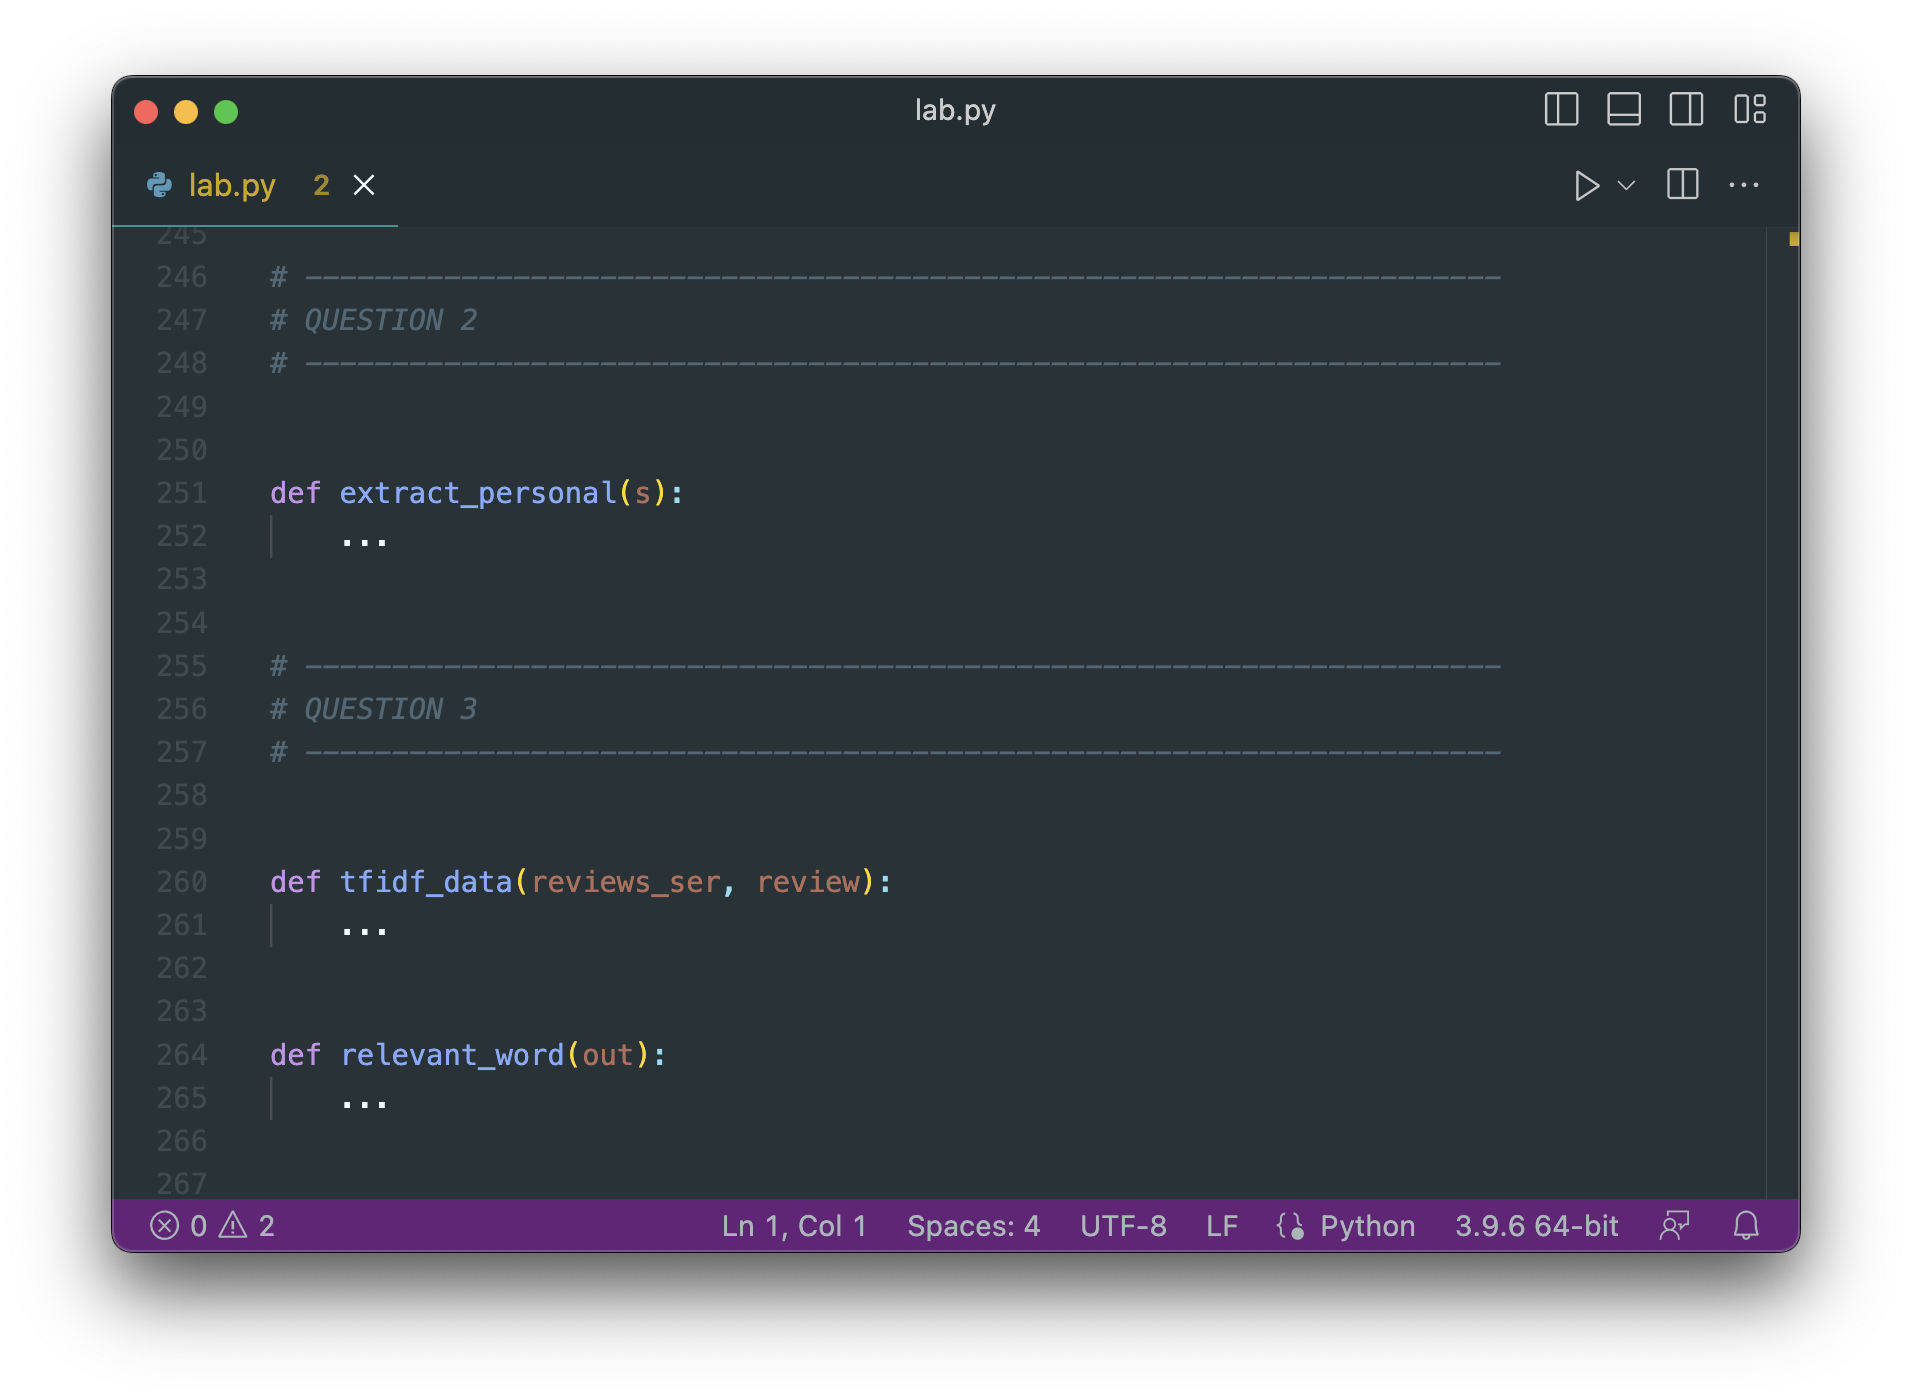 lab.py
lab.py 2
245
246 # ---------------------------------------------------------------------
247 # QUESTION 2
248 # ---------------------------------------------------------------------
249
250
251 def extract_personal(s):
252     ...
253
254
255 # ---------------------------------------------------------------------
256 # QUESTION 3
257 # ---------------------------------------------------------------------
258
259
260 def tfidf_data(reviews_ser, review):
261     ...
262
263
264 def relevant_word(out):
265     ...
266
267
0 2 Ln 1, Col 1 Spaces: 4 UTF-8 LF Python 3.9.6 64-bit